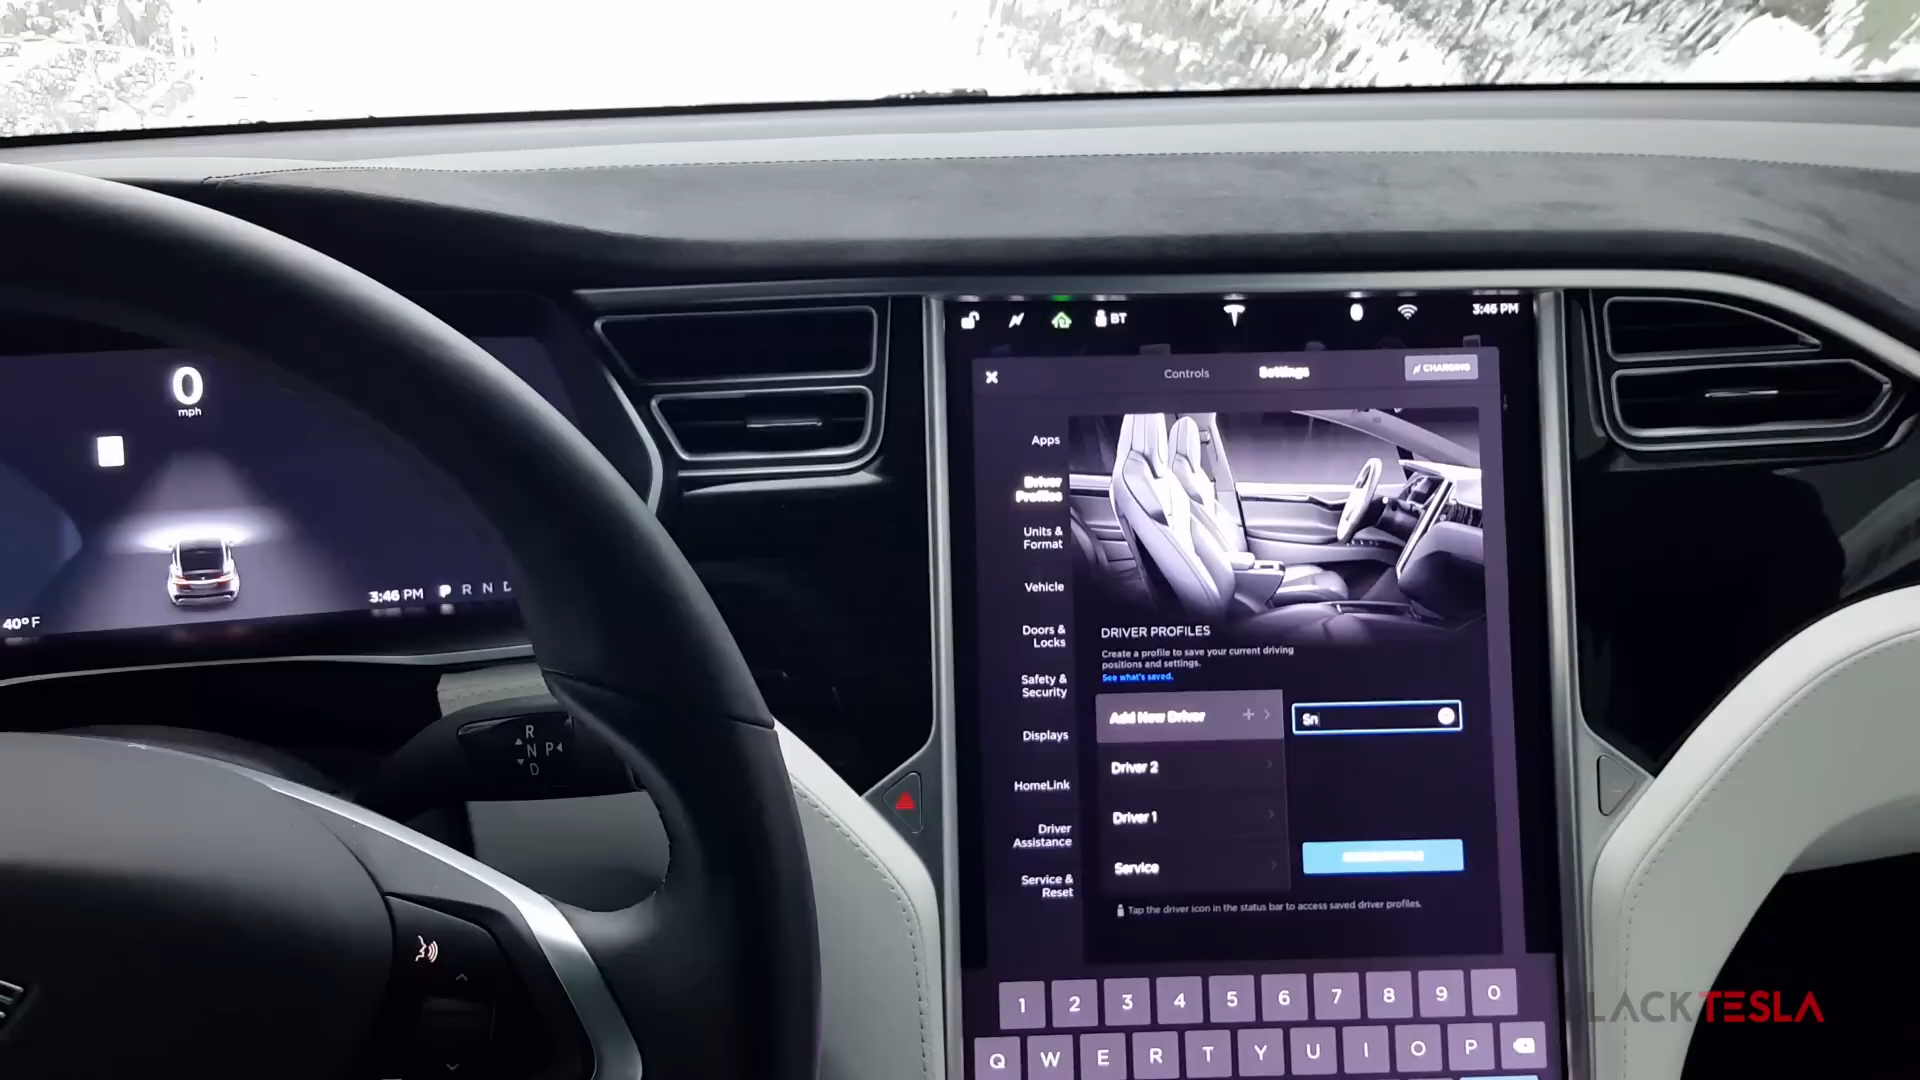 0
mph
3:46 PM P R N
40°F
R
N P
D
BT
3:46 PM
Controls
Settings
CHARGING
Apps
Driver
Profiles
Units &
Format
Vehicle
Doors &
Locks
Safety &
Security
Displays
HomeLink
Driver
Assistance
Service &
Reset
DRIVER PROFILES
Create a profile to save your current driving
positions and settings.
See what's saved.
Add New Driver +
Sn
Driver 2
Driver 1
Service
Tap the driver icon in the status bar to access saved driver profiles.
1 2 3 4 5 6 7 8 9 0
Q W E R T Y U I O P
LACKTESLA